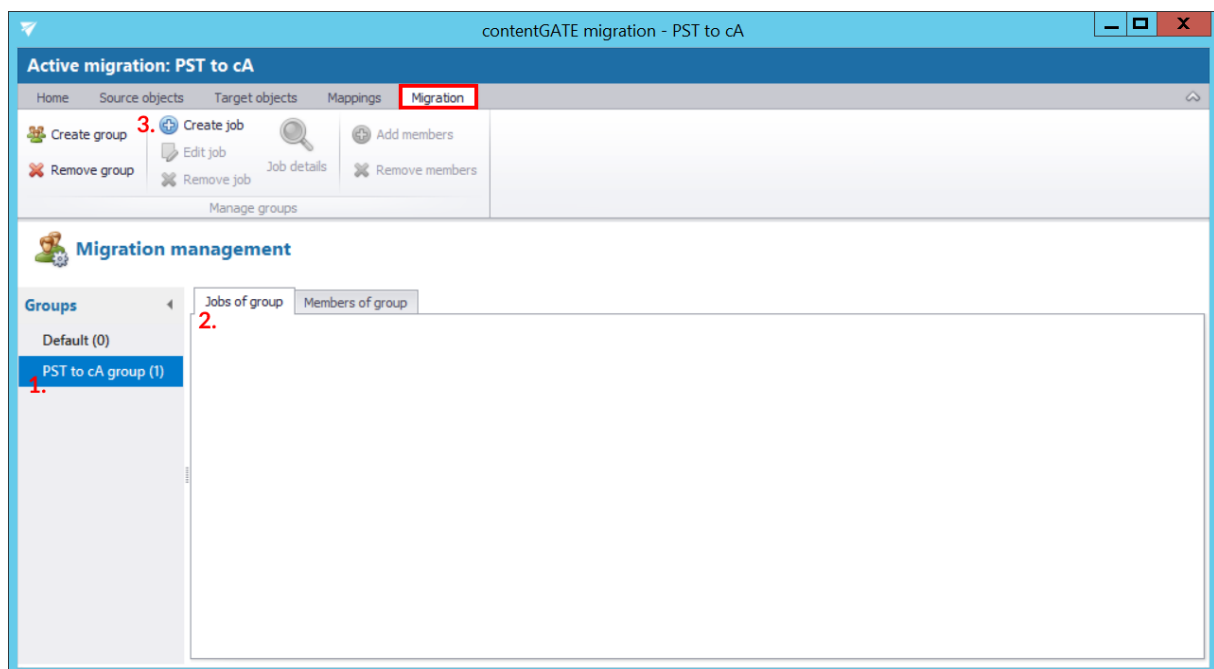 contentGATE migration - PST to cA
Active migration: PST to cA
Home Source objects Target objects Mappings Migration
Create group 3. Create job Add members
Edit job Job details
Remove group Remove job Remove members
Manage groups
Migration management
Groups Jobs of group Members of group
2.
Default (0)
PST to cA group (1)
1.